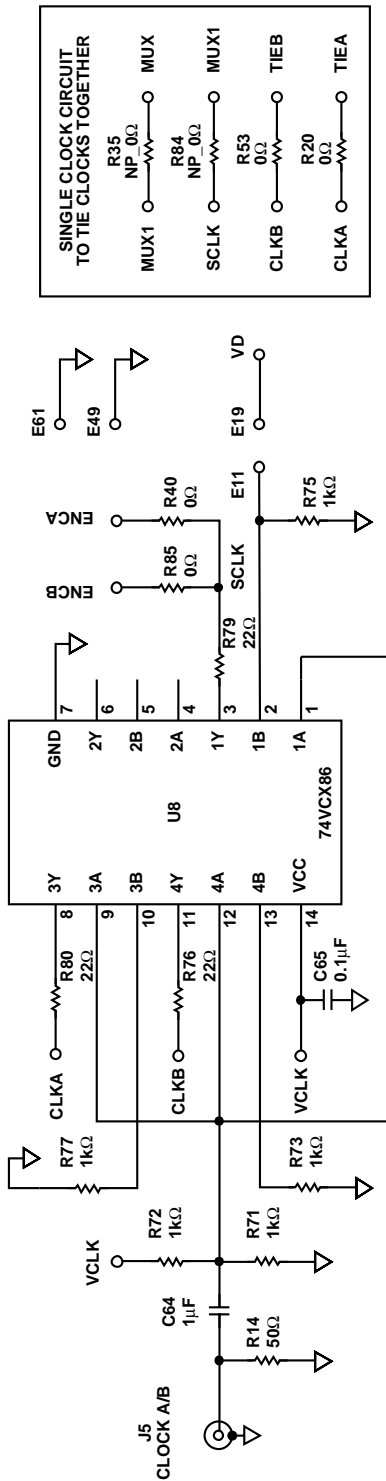 SINGLE CLOCK CIRCUIT
TO TIE CLOCKS TOGETHER
MUX1
R35
NP_0Ω
MUX
SCLK
R84
NP_0Ω
MUX1
CLKB
R53
0Ω
TIEB
CLKA
R20
0Ω
TIEA
E61
E49
E19
VD
ENCB
ENCA
R85
0Ω
R40
0Ω
R79
22Ω
SCLK
E11
R75
1kΩ
GND
7
2Y
6
2B
5
2A
4
1Y
3
1B
2
1A
1
U8
74VCX86
3Y
8
3A
9
3B
10
4Y
11
4A
12
4B
13
VCC
14
CLKA
R80
22Ω
CLKB
R76
22Ω
VCLK
C65
0.1µF
R77
1kΩ
R73
1kΩ
VCLK
R72
1kΩ
R71
1kΩ
C64
1µF
R14
50Ω
J5
CLOCK A/B